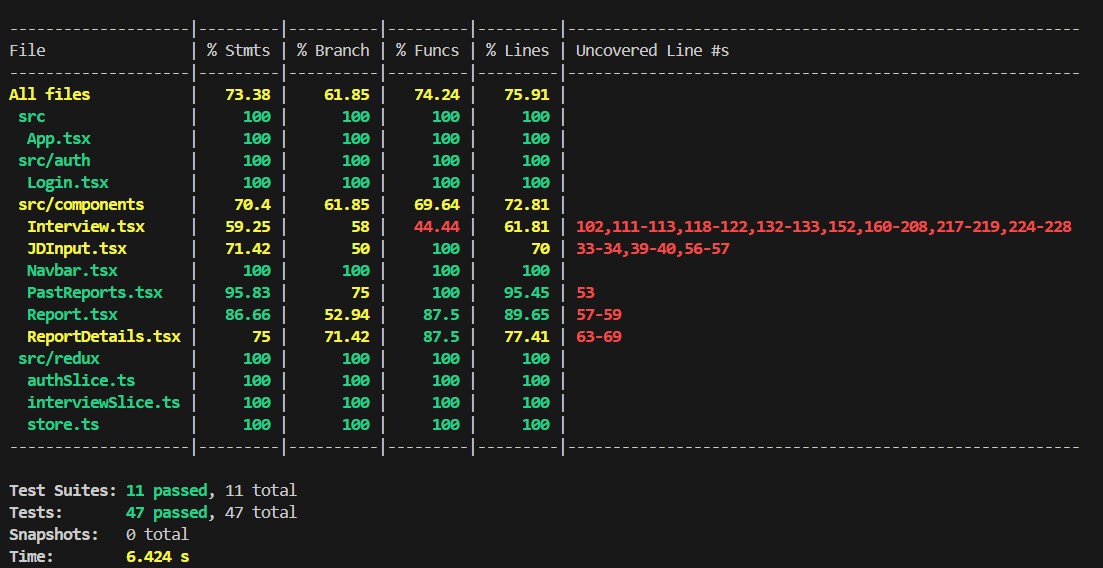 --------------------|---------|----------|---------|---------|---------------------------------------------------------
File                | % Stmts | % Branch | % Funcs | % Lines | Uncovered Line #s
--------------------|---------|----------|---------|---------|---------------------------------------------------------
All files           |   73.38 |    61.85 |   74.24 |   75.91 |
 src                |     100 |      100 |     100 |     100 |
  App.tsx           |     100 |      100 |     100 |     100 |
 src/auth           |     100 |      100 |     100 |     100 |
  Login.tsx         |     100 |      100 |     100 |     100 |
 src/components     |    70.4 |    61.85 |   69.64 |   72.81 |
  Interview.tsx     |   59.25 |       58 |   44.44 |   61.81 | 102,111-113,118-122,132-133,152,160-208,217-219,224-228
  JDInput.tsx       |   71.42 |       50 |     100 |      70 | 33-34,39-40,56-57
  Navbar.tsx        |     100 |      100 |     100 |     100 |
  PastReports.tsx   |   95.83 |       75 |     100 |   95.45 | 53
  Report.tsx        |   86.66 |    52.94 |    87.5 |   89.65 | 57-59
  ReportDetails.tsx |      75 |    71.42 |    87.5 |   77.41 | 63-69
 src/redux          |     100 |      100 |     100 |     100 |
  authSlice.ts      |     100 |      100 |     100 |     100 |
  interviewSlice.ts |     100 |      100 |     100 |     100 |
  store.ts          |     100 |      100 |     100 |     100 |
--------------------|---------|----------|---------|---------|---------------------------------------------------------
Test Suites: 11 passed, 11 total
Tests:       47 passed, 47 total
Snapshots:   0 total
Time:        6.424 s